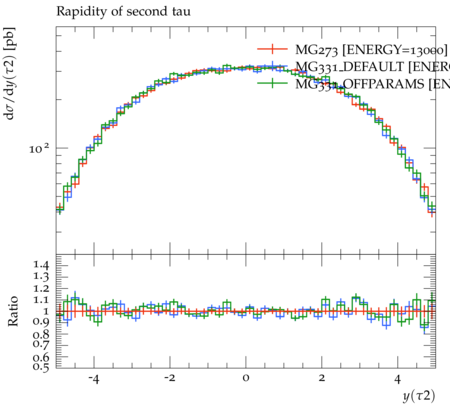 Rapidity of second tau
dσ/dy(τ2) [pb]
MG273 [ENERGY=13000]
MG331_DEFAULT [ENERG
MG331_OFFPARAMS [EN
10²
Ratio
1.4
1.3
1.2
1.1
1
0.9
0.8
0.7
0.6
0.5
-4 -2 0 2 4
y(τ2)